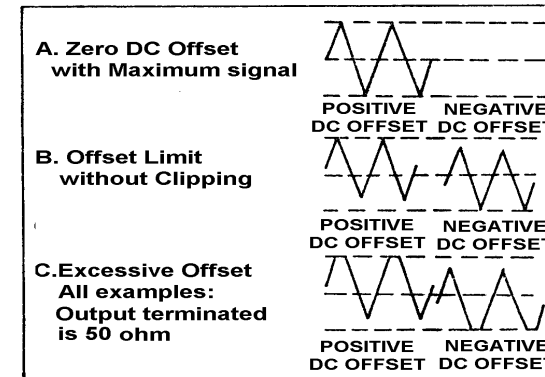 A. Zero DC Offset
with Maximum signal
POSITIVE NEGATIVE
DC OFFSET DC OFFSET
B. Offset Limit
without Clipping
POSITIVE NEGATIVE
DC OFFSET DC OFFSET
C.Excessive Offset
All examples:
Output terminated
is 50 ohm
POSITIVE NEGATIVE
DC OFFSET DC OFFSET